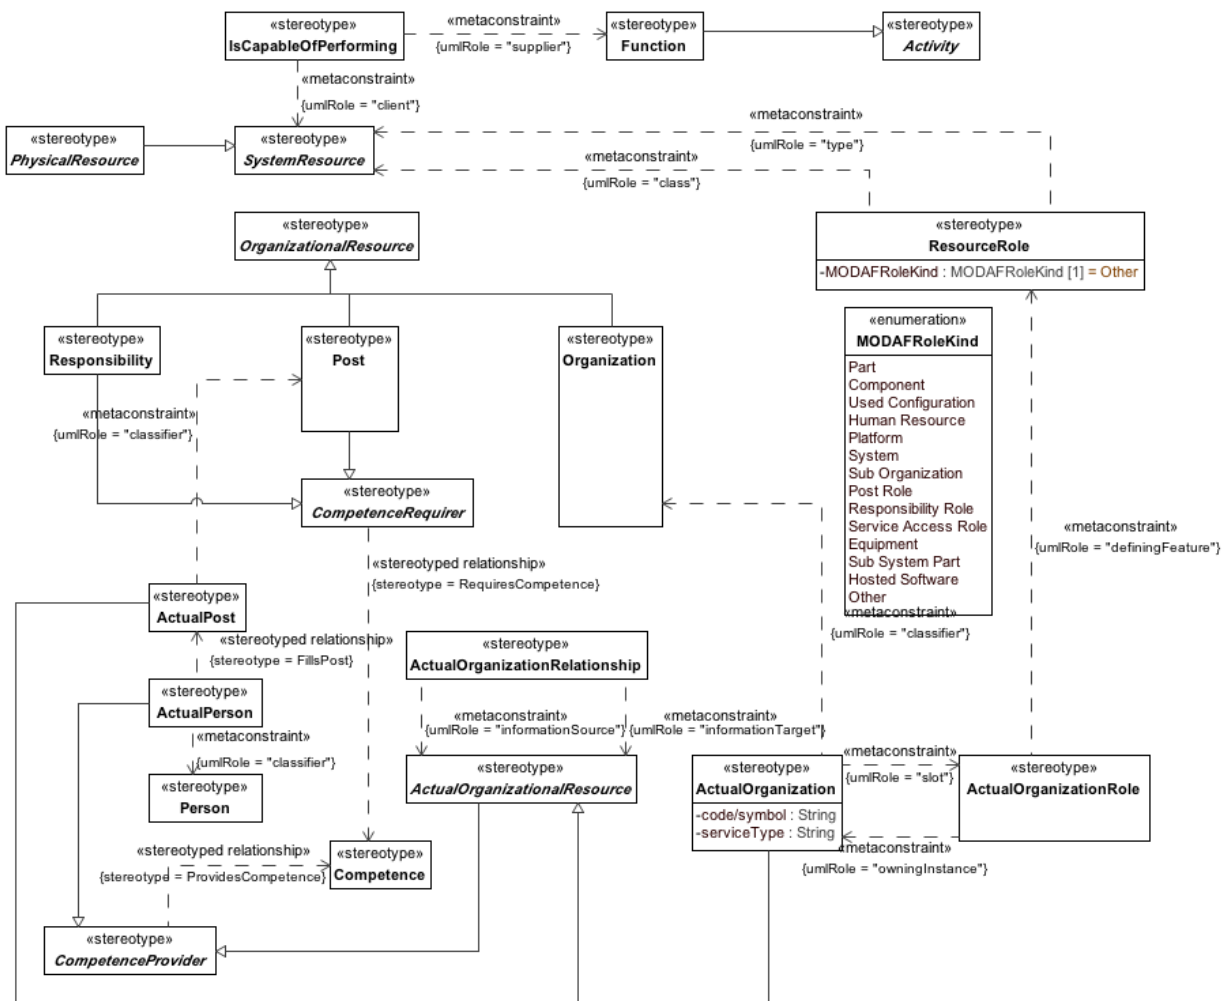 «stereotype»
IsCapableOfPerforming
«metaconstraint»
{umlRole = "supplier"}
«stereotype»
Function
«stereotype»
Activity
«metaconstraint»
{umlRole = "client"}
«stereotype»
PhysicalResource
«stereotype»
SystemResource
«metaconstraint»
{umlRole = "type"}
«metaconstraint»
{umlRole = "class"}
«stereotype»
OrganizationalResource
«stereotype»
ResourceRole
-MODAFRoleKind : MODAFRoleKind [1] = Other
«stereotype»
Responsibility
«stereotype»
Post
«stereotype»
Organization
«enumeration»
MODAFRoleKind
Part
Component
Used Configuration
Human Resource
Platform
System
Sub Organization
Post Role
Responsibility Role
Service Access Role
Equipment
Sub System Part
Hosted Software
Other
«metaconstraint»
{umlRole = "classifier"}
«stereotype»
CompetenceRequirer
«metaconstraint»
{umlRole = "definingFeature"}
«stereotyped relationship»
{stereotype = RequiresCompetence}
«stereotype»
ActualPost
«metaconstraint»
{umlRole = "classifier"}
«stereotyped relationship»
{stereotype = FillsPost}
«stereotype»
ActualOrganizationRelationship
«stereotype»
ActualPerson
«metaconstraint»
{umlRole = "informationSource"}
«metaconstraint»
{umlRole = "informationTarget"}
«metaconstraint»
{umlRole = "classifier"}
«stereotype»
Person
«stereotype»
ActualOrganizationalResource
«stereotype»
ActualOrganization
-code/symbol : String
-serviceType : String
«metaconstraint»
{umlRole = "slot"}
«stereotype»
ActualOrganizationRole
«metaconstraint»
{umlRole = "owningInstance"}
«stereotyped relationship»
{stereotype = ProvidesCompetence}
«stereotype»
Competence
«stereotype»
CompetenceProvider